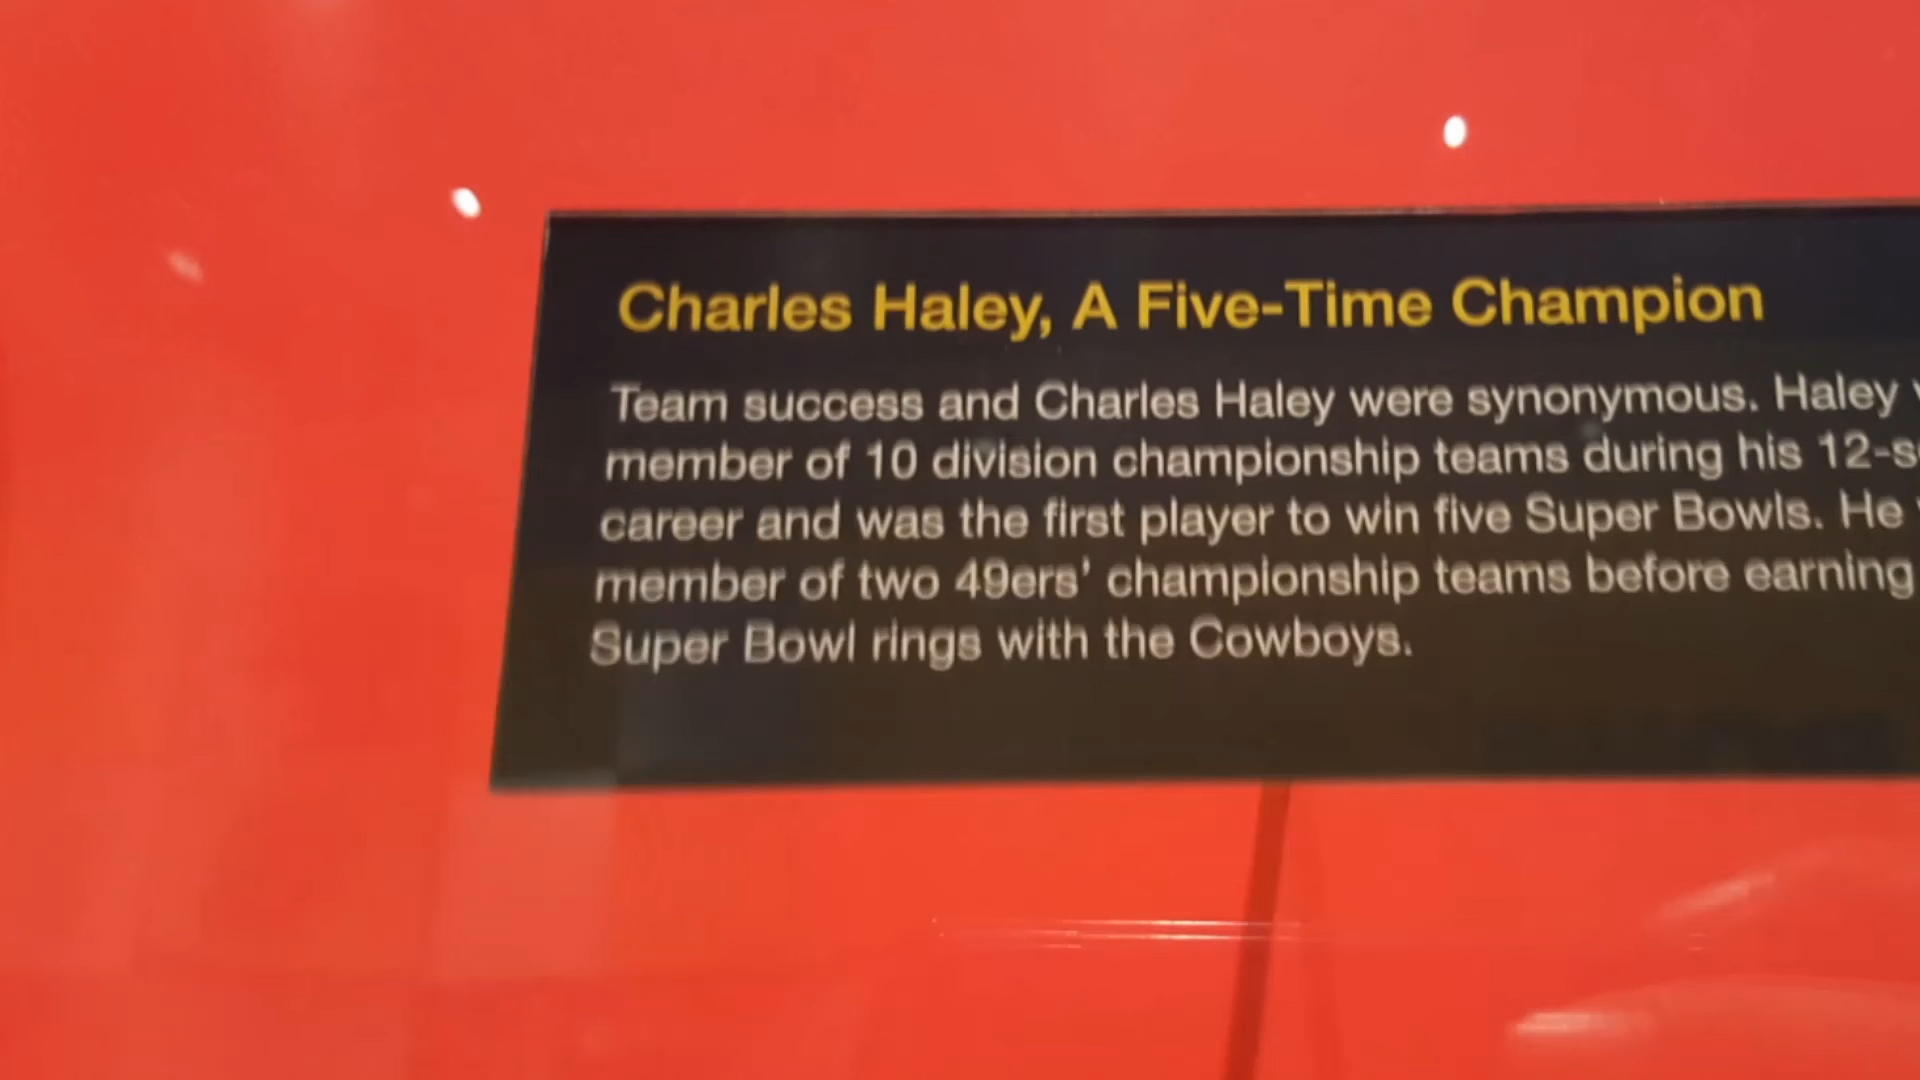 Charles Haley, A Five-Time Champion
Team success and Charles Haley were synonymous. Haley
member of 10 division championship teams during his
career and was the first player to win five Super Bowls. He
member of two 49ers' championship teams before earning
Super Bowl rings with the Cowboys.